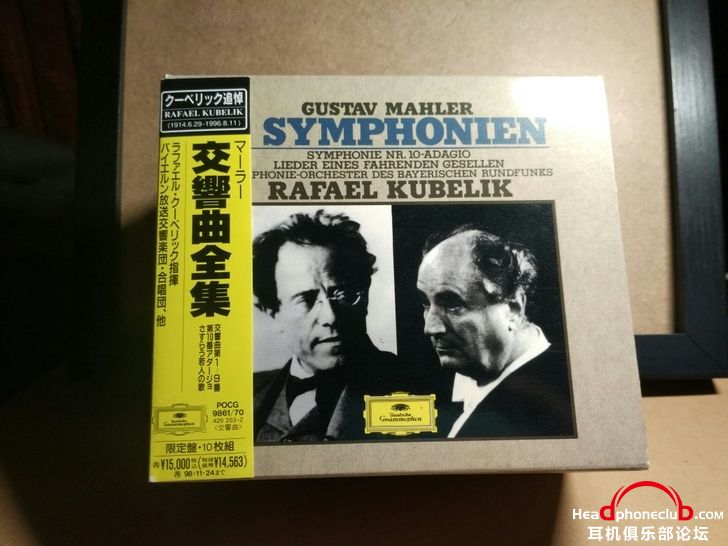 クーベリック追悼
RAFAEL KUBELIK
(1914.6.29-1996.8.11)
マーラー
交響曲全集
ラファエル・クーベリック指揮
バイエルン放送交響楽団・合唱団、他
交響曲第1-9番
第10番アダージョ
さすらう若人の歌
POCG
9861/70
429 253-2
〈交響曲〉
Deutsche
Grammophon
限定盤・10枚組
¥15,000(税込)(税抜価格¥14,563)
98・11・24まで
GUSTAV MAHLER
SYMPHONIEN
SYMPHONIE NR. 10-ADAGIO
LIEDER EINES FAHRENDEN GESELLEN
PHONIE-ORCHESTER DES BAYERISCHEN RUNDFUNKS
RAFAEL KUBELIK
Deutsche
Grammophon
HeadphoneclubD.com
耳机俱乐部论坛